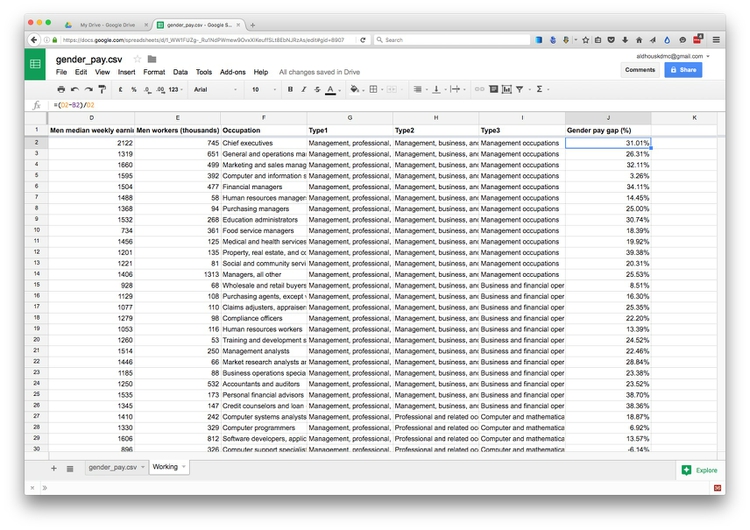 My Drive - Google Drive
gender_pay.csv - Google S...
Search
gender_pay.csv
aldhouskdmc@gmail.com
File Edit View Insert Format Data Tools Add-ons Help All changes saved in Drive
Comments
Share
£ % .0 .00 123 Arial 10 B I S A
fx =(D2-B2)/D2
D E F G H I J K
1 Men median weekly earni Men workers (thousands) Occupation Type1 Type2 Type3 Gender pay gap (%)
2 2122 745 Chief executives Management, professional, Management, business, an Management occupations 31.01%
3 1319 651 General and operations ma Management, professional, Management, business, an Management occupations 26.31%
4 1660 499 Marketing and sales manag Management, professional, Management, business, an Management occupations 32.11%
5 1595 392 Computer and information s Management, professional, Management, business, an Management occupations 3.26%
6 1504 477 Financial managers Management, professional, Management, business, an Management occupations 34.11%
7 1488 58 Human resources manager Management, professional, Management, business, an Management occupations 14.45%
8 1368 94 Purchasing managers Management, professional, Management, business, an Management occupations 25.00%
9 1532 268 Education administrators Management, professional, Management, business, an Management occupations 30.74%
10 734 361 Food service managers Management, professional, Management, business, an Management occupations 18.39%
11 1456 125 Medical and health services Management, professional, Management, business, an Management occupations 19.92%
12 1201 135 Property, real estate, and co Management, professional, Management, business, an Management occupations 39.38%
13 1221 81 Social and community servi Management, professional, Management, business, an Management occupations 20.31%
14 1406 1313 Managers, all other Management, professional, Management, business, an Management occupations 25.53%
15 928 68 Wholesale and retail buyers Management, professional, Management, business, an Business and financial oper 8.51%
16 1129 108 Purchasing agents, except Management, professional, Management, business, an Business and financial oper 16.30%
17 1077 110 Claims adjusters, appraiser Management, professional, Management, business, an Business and financial oper 25.35%
18 1279 98 Compliance officers Management, professional, Management, business, an Business and financial oper 22.20%
19 1053 116 Human resources workers Management, professional, Management, business, an Business and financial oper 13.39%
20 1260 53 Training and development s Management, professional, Management, business, an Business and financial oper 24.52%
21 1514 250 Management analysts Management, professional, Management, business, an Business and financial oper 22.46%
22 1446 66 Market research analysts a Management, professional, Management, business, an Business and financial oper 28.84%
23 1185 88 Business operations specia Management, professional, Management, business, an Business and financial oper 23.38%
24 1250 532 Accountants and auditors Management, professional, Management, business, an Business and financial oper 23.52%
25 1535 173 Personal financial advisors Management, professional, Management, business, an Business and financial oper 38.70%
26 1345 147 Credit counselors and loan Management, professional, Management, business, an Business and financial oper 38.36%
27 1410 242 Computer systems analysts Management, professional, Professional and related oc Computer and mathematica 18.87%
28 1330 329 Computer programmers Management, professional, Professional and related oc Computer and mathematica 6.92%
29 1606 812 Software developers, applic Management, professional, Professional and related oc Computer and mathematica 13.57%
30 896 326 Computer support specialis Management, professional, Professional and related oc Computer and mathematica -6.14%
gender_pay.csv Working Explore